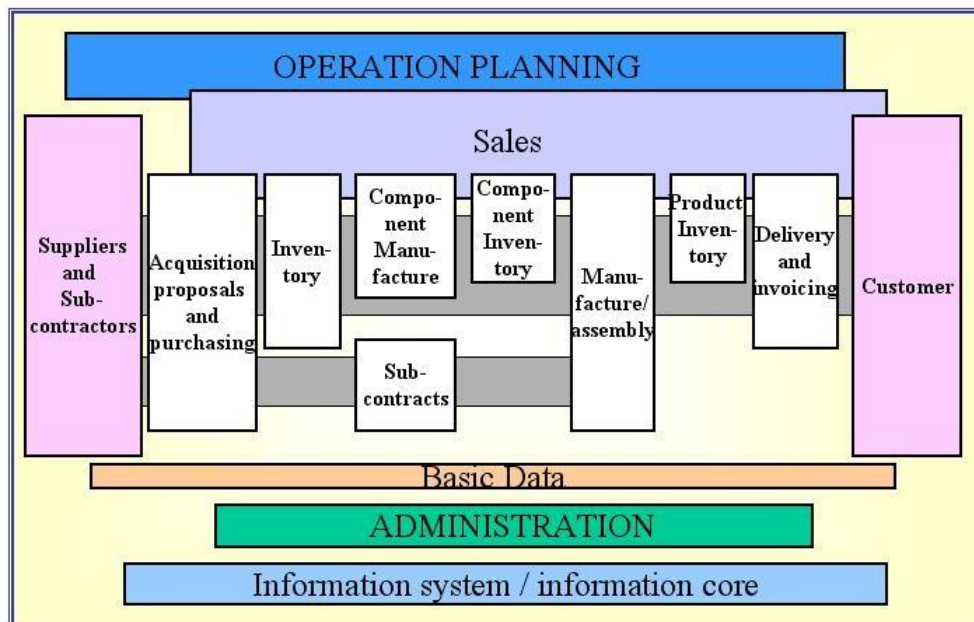 OPERATION PLANNING
Sales
Suppliers
and
Sub-
contractors
Acquisition
proposals
and
purchasing
Inven-
tory
Compo-
nent
Manu-
facture
Compo-
nent
Inven-
tory
Manu-
facture/
assembly
Product
Inven-
tory
Delivery
and
invoicing
Customer
Sub-
contracts
Basic Data
ADMINISTRATION
Information system / information core